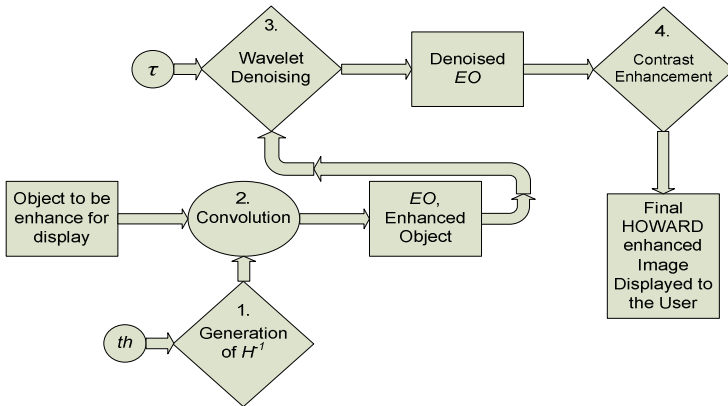 3.
Wavelet
Denoising
τ
Denoised
EO
4.
Contrast
Enhancement
Object to be
enhance for
display
2.
Convolution
EO,
Enhanced
Object
Final
HOWARD
enhanced
Image
Displayed to
the User
1.
Generation
of H⁻¹
th